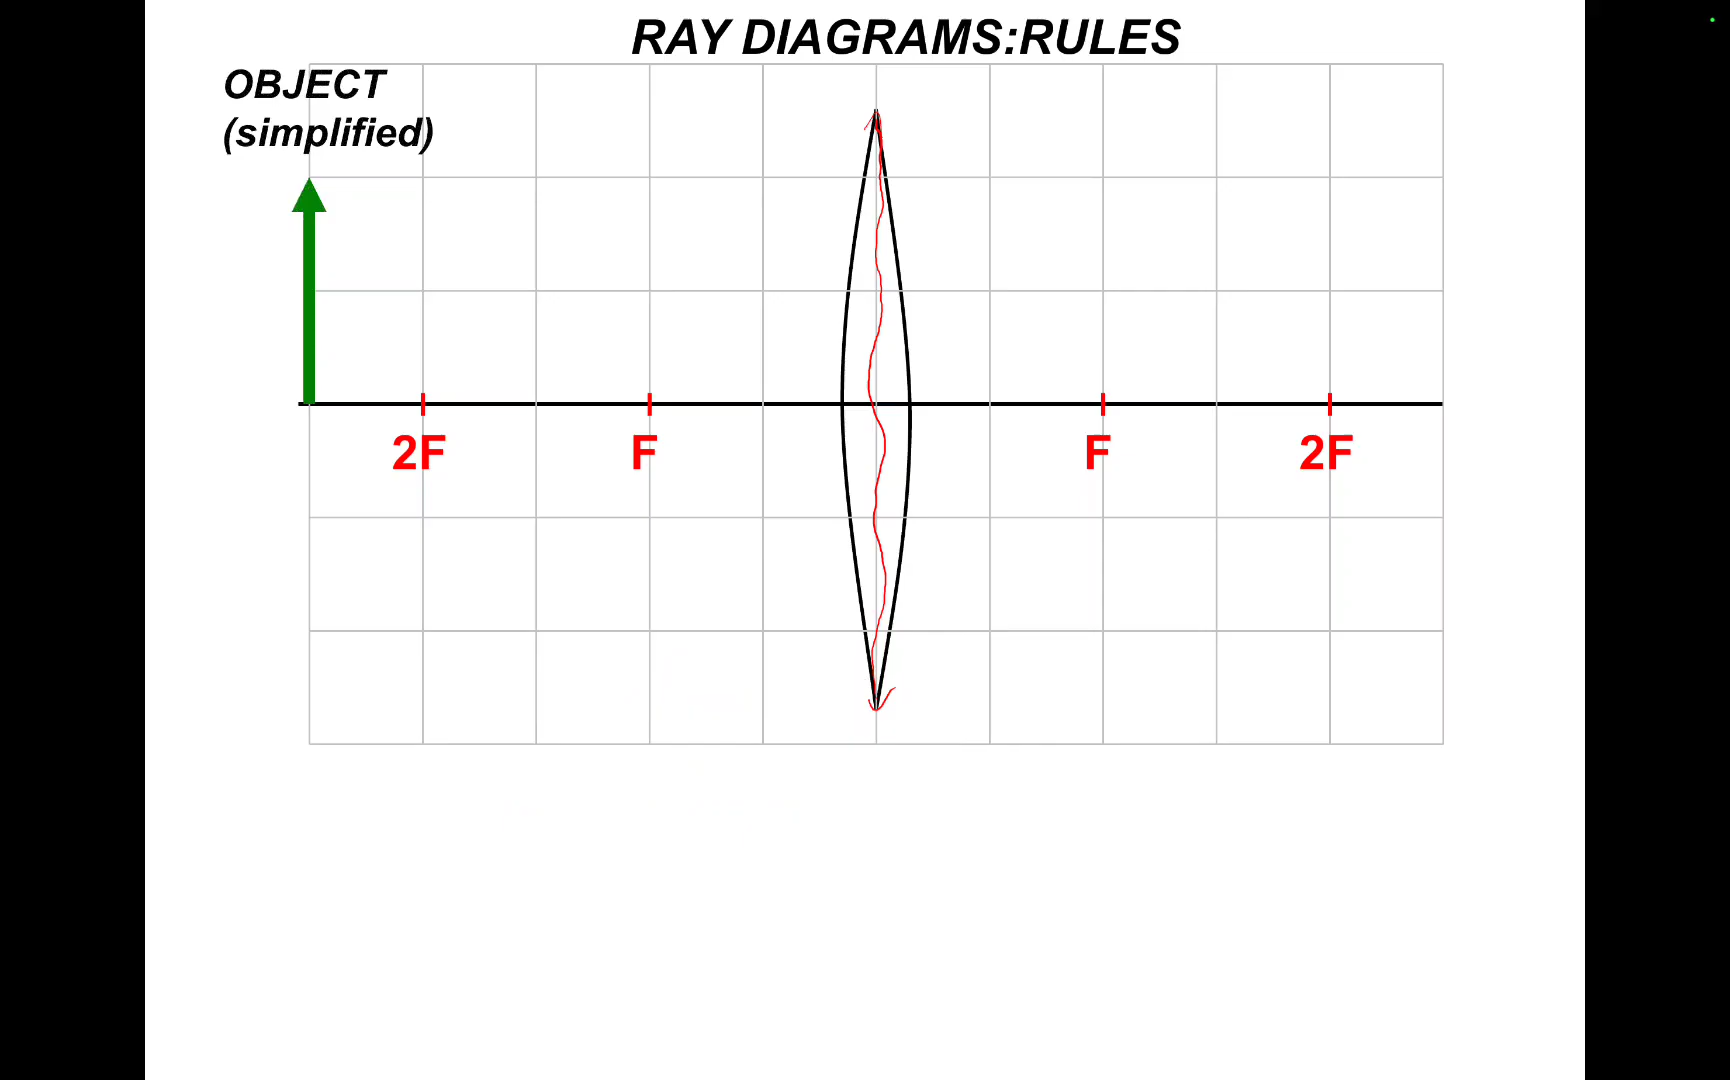 RAY DIAGRAMS:RULES
OBJECT
(simplified)
2F F F 2F